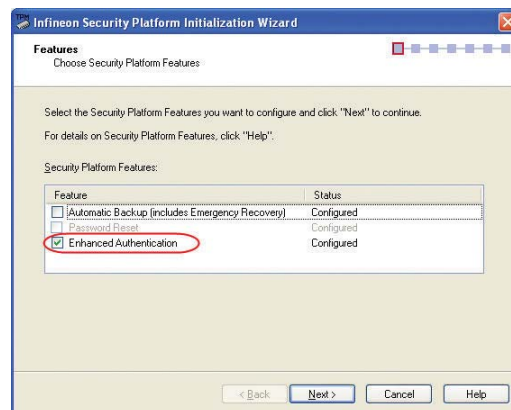 Infineon Security Platform Initialization Wizard
Features
Choose Security Platform Features
Select the Security Platform Features you want to configure and click "Next" to continue.
For details on Security Platform Features, click "Help".
Security Platform Features:
Feature Status
Automatic Backup (includes Emergency Recovery) Configured
Password Reset Configured
Enhanced Authentication Configured
< Back Next > Cancel Help